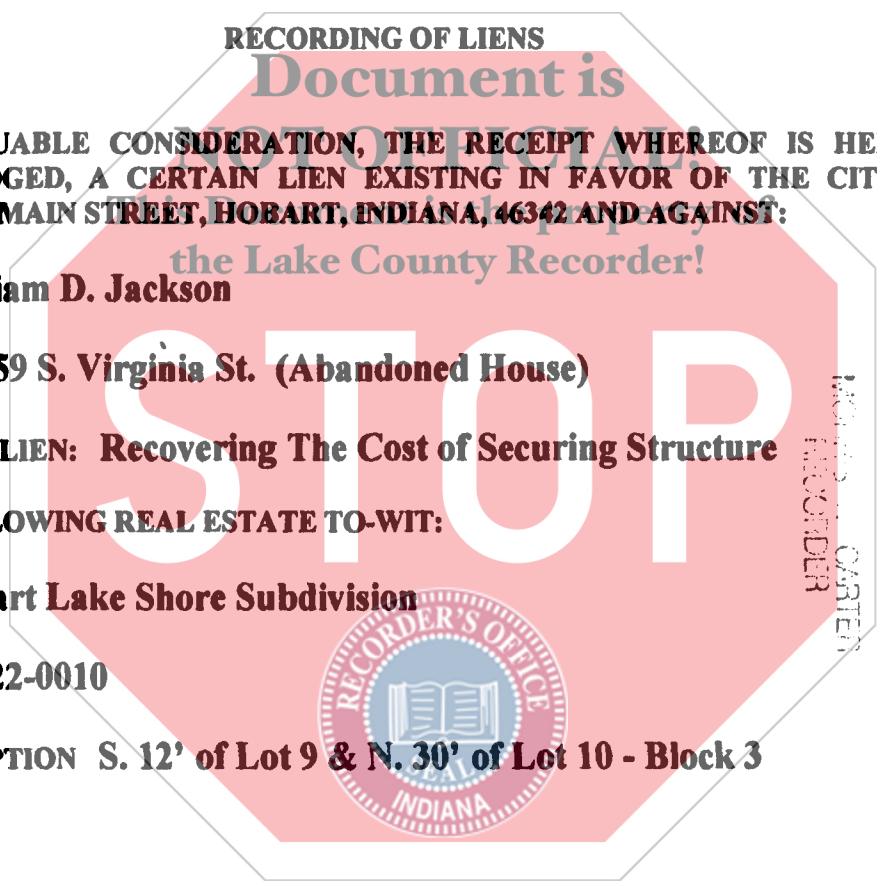 RECORDING OF LIENS
Document is
NOT OFFICIAL!
This Document is the property of
the Lake County Recorder!
UABLE CONSIDERATION, THE RECEIPT WHEREOF IS HE
GED, A CERTAIN LIEN EXISTING IN FAVOR OF THE CIT
MAIN STREET, HOBART, INDIANA, 46342 AND AGAINST:
iam D. Jackson
59 S. Virginia St. (Abandoned House)
LIEN: Recovering The Cost of Securing Structure
STOP
LOWING REAL ESTATE TO-WIT:
art Lake Shore Subdivision
22-0010
PTION S. 12' of Lot 9 & N. 30' of Lot 10 - Block 3
RECORDER'S OFFICE
SEAL
INDIANA
CARTER
RECORDER